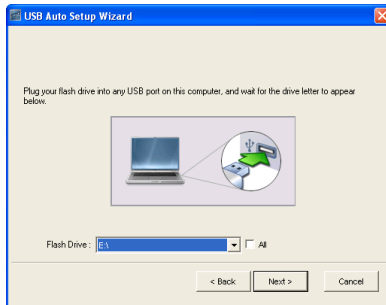 USB Auto Setup Wizard
Plug your flash drive into any USB port on this computer, and wait for the drive letter to appear
below.
Flash Drive : E:\ All
< Back Next > Cancel